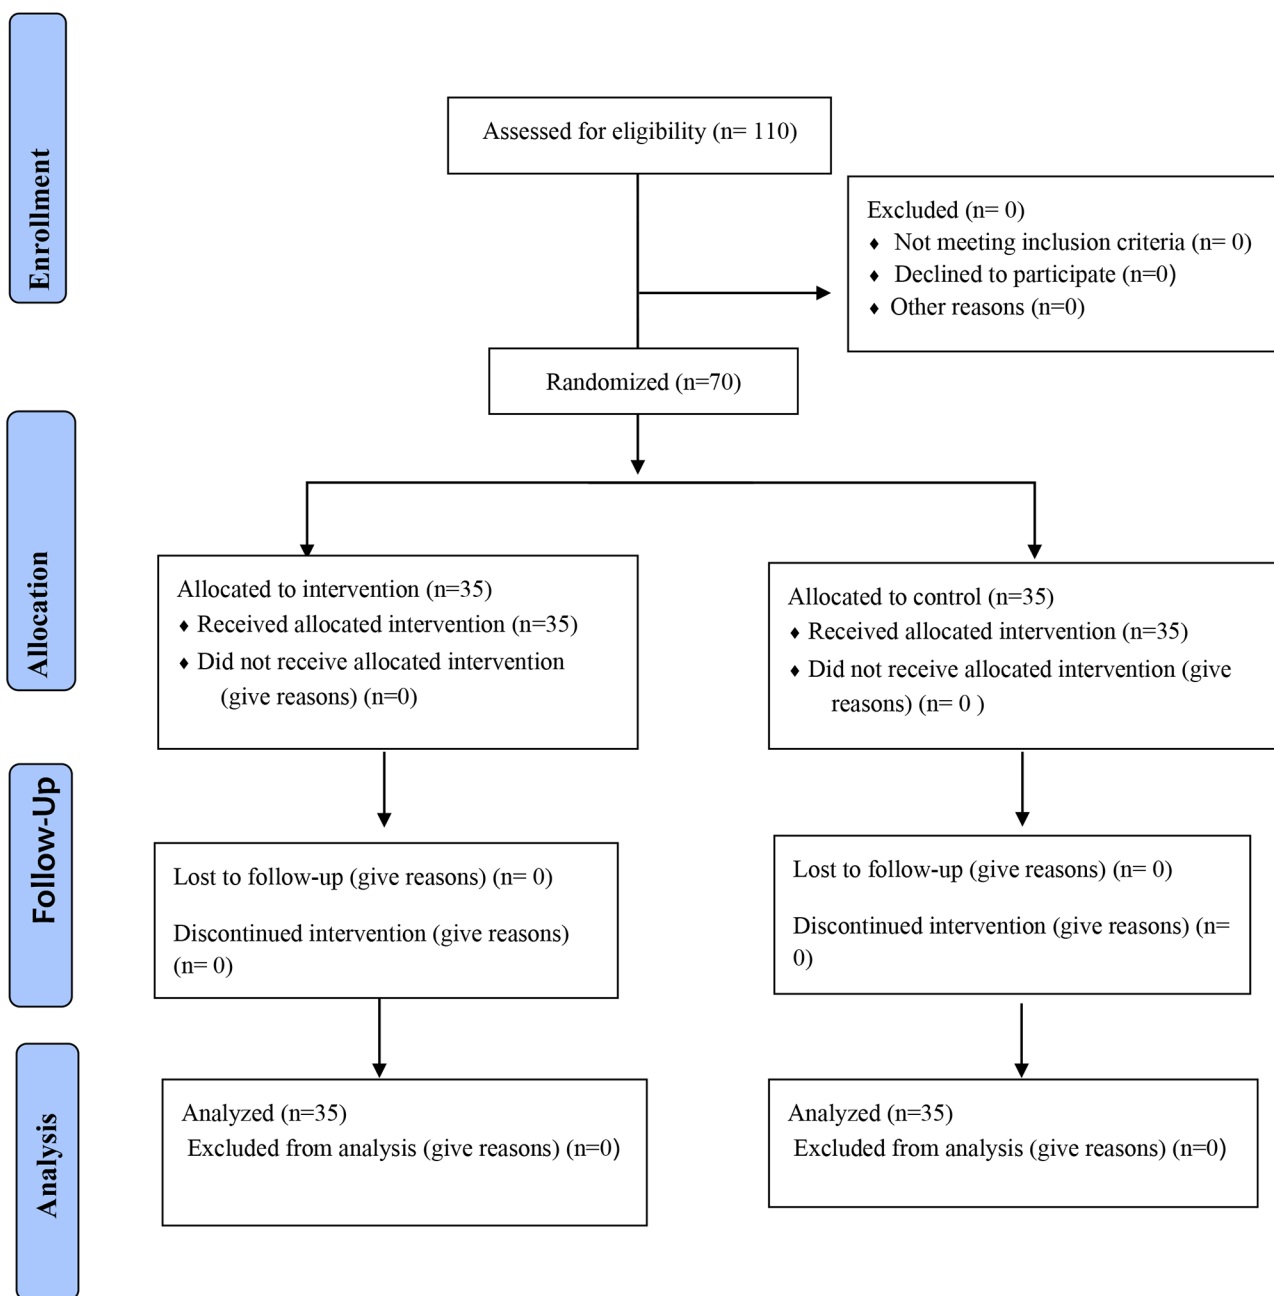 Enrollment
Assessed for eligibility (n= 110)
Excluded (n= 0)
♦ Not meeting inclusion criteria (n= 0)
♦ Declined to participate (n=0)
♦ Other reasons (n=0)
Randomized (n=70)
Allocation
Allocated to intervention (n=35)
♦ Received allocated intervention (n=35)
♦ Did not receive allocated intervention
(give reasons) (n=0)
Allocated to control (n=35)
♦ Received allocated intervention (n=35)
♦ Did not receive allocated intervention (give
reasons) (n= 0 )
Follow-Up
Lost to follow-up (give reasons) (n= 0)
Discontinued intervention (give reasons)
(n= 0)
Lost to follow-up (give reasons) (n= 0)
Discontinued intervention (give reasons) (n=
0)
Analysis
Analyzed (n=35)
Excluded from analysis (give reasons) (n=0)
Analyzed (n=35)
Excluded from analysis (give reasons) (n=0)